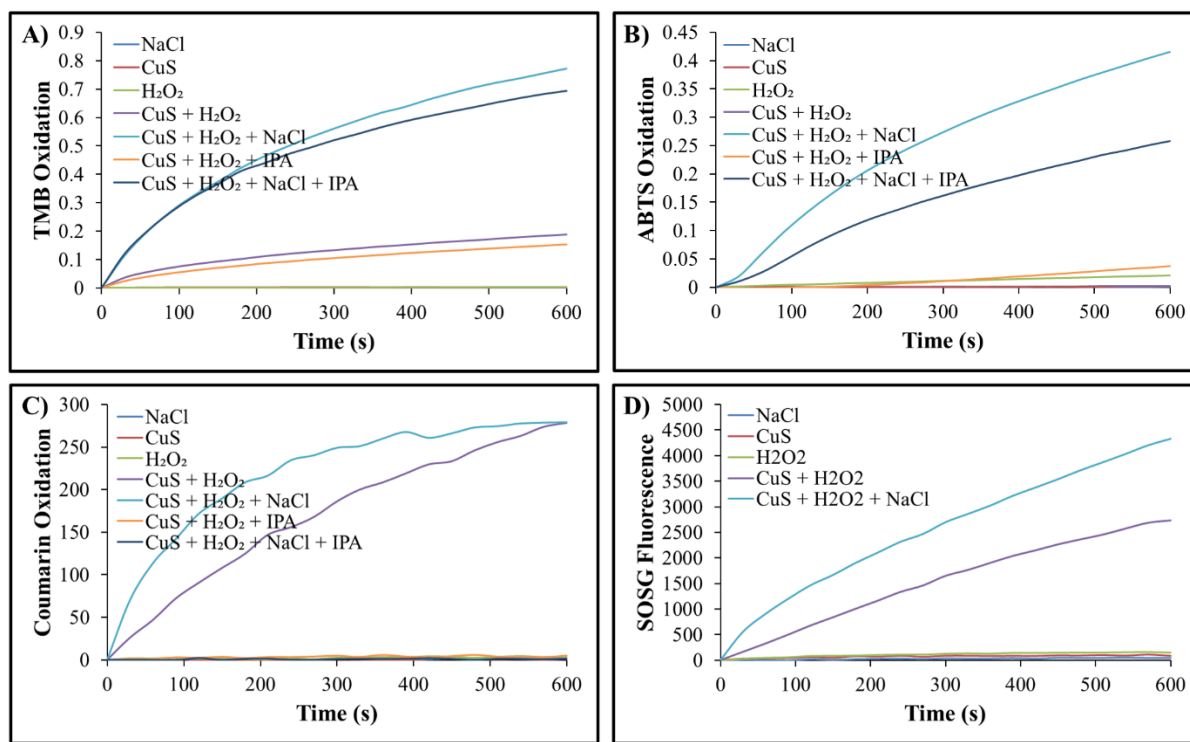 A)
TMB Oxidation
0.9
0.8
0.7
0.6
0.5
0.4
0.3
0.2
0.1
0
NaCl
CuS
H₂O₂
CuS + H₂O₂
CuS + H₂O₂ + NaCl
CuS + H₂O₂ + IPA
CuS + H₂O₂ + NaCl + IPA
0 100 200 300 400 500 600
Time (s)
B)
ABTS Oxidation
0.45
0.4
0.35
0.3
0.25
0.2
0.15
0.1
0.05
0
NaCl
CuS
H₂O₂
CuS + H₂O₂
CuS + H₂O₂ + NaCl
CuS + H₂O₂ + IPA
CuS + H₂O₂ + NaCl + IPA
0 100 200 300 400 500 600
Time (s)
C)
Coumarin Oxidation
300
250
200
150
100
50
0
NaCl
CuS
H₂O₂
CuS + H₂O₂
CuS + H₂O₂ + NaCl
CuS + H₂O₂ + IPA
CuS + H₂O₂ + NaCl + IPA
0 100 200 300 400 500 600
Time (s)
D)
SOSG Fluorescence
5000
4500
4000
3500
3000
2500
2000
1500
1000
500
0
NaCl
CuS
H2O2
CuS + H2O2
CuS + H2O2 + NaCl
0 100 200 300 400 500 600
Time (s)